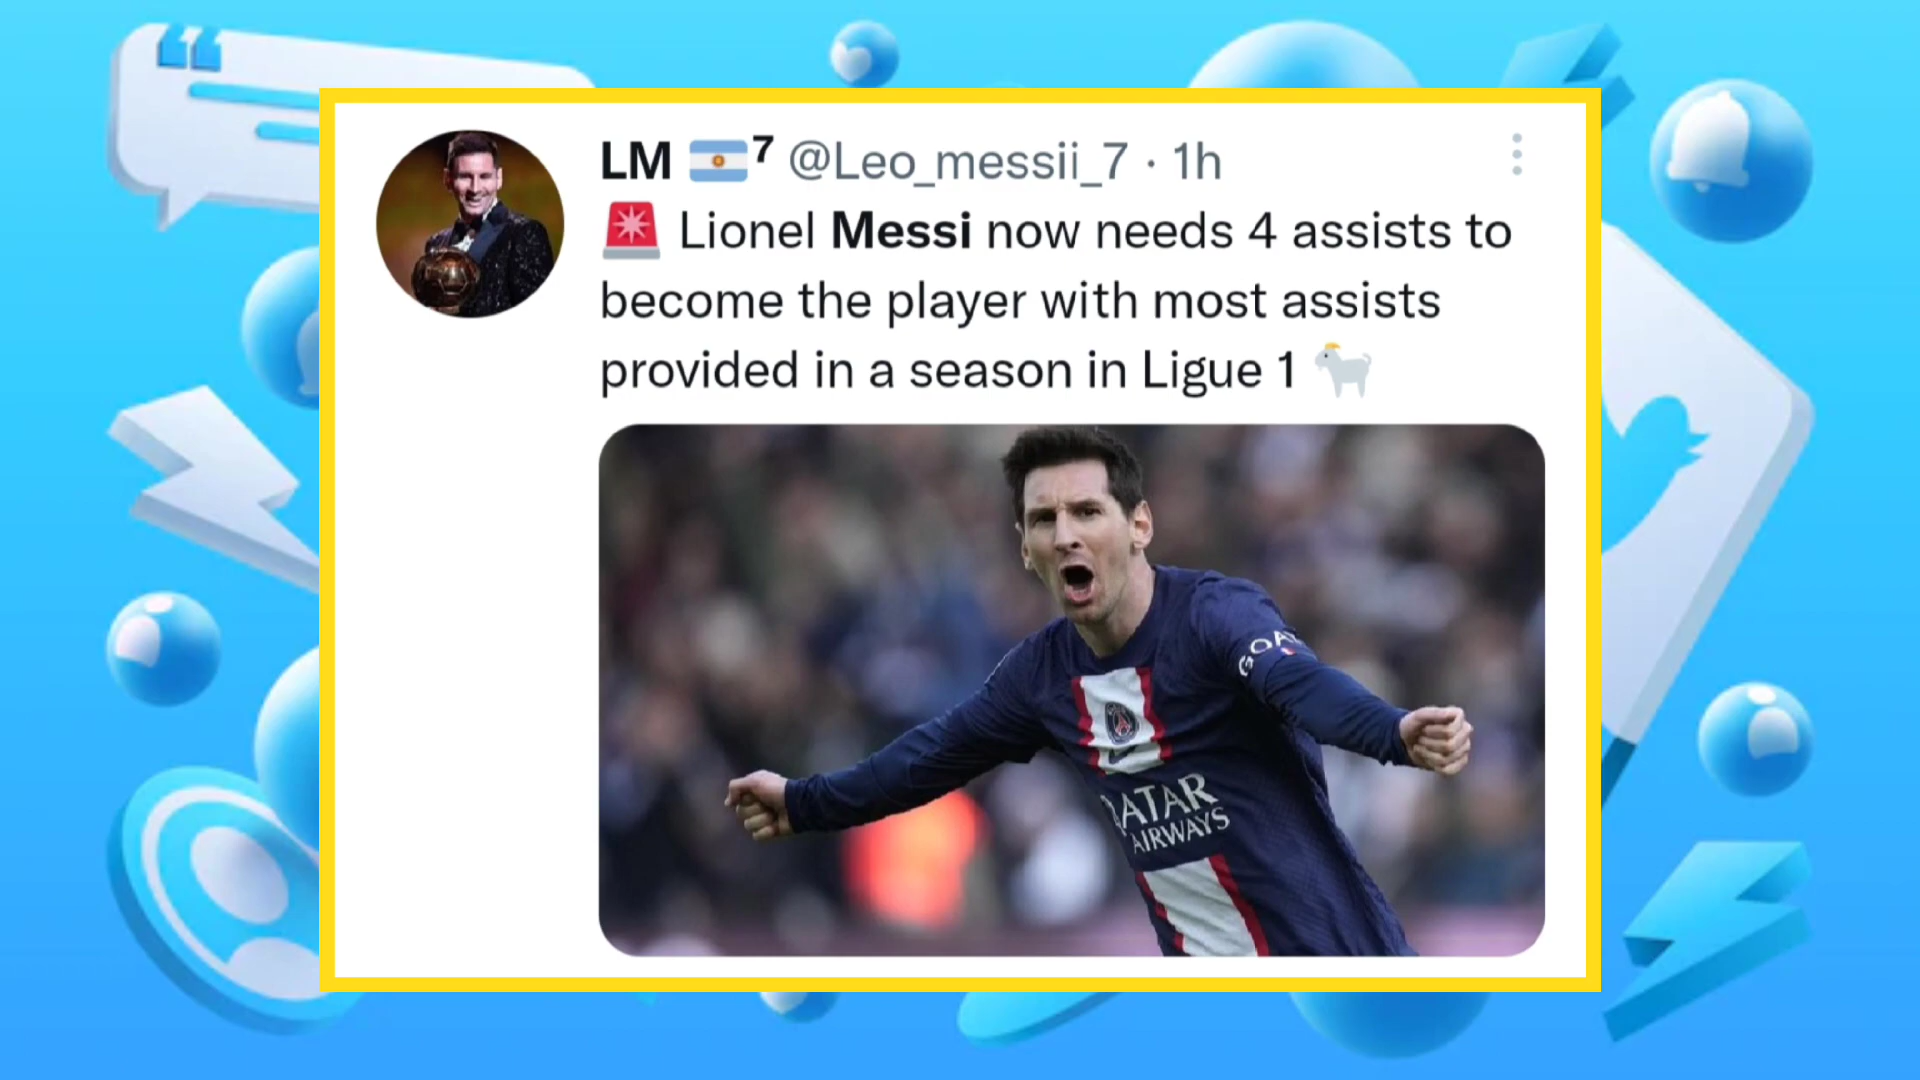 LM 🇦🇷⁷ @Leo_messii_7 · 1h
🚨 Lionel Messi now needs 4 assists to
become the player with most assists
provided in a season in Ligue 1 🐐
GOA
QATAR
AIRWAYS